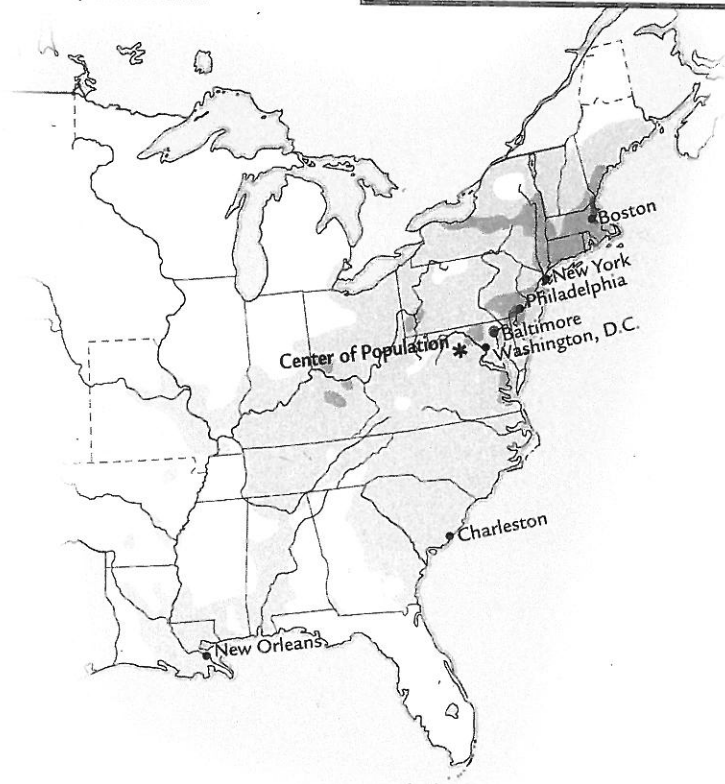 Boston
New York
Philadelphia
Baltimore
Center of Population
Washington, D.C.
Charleston
New Orleans